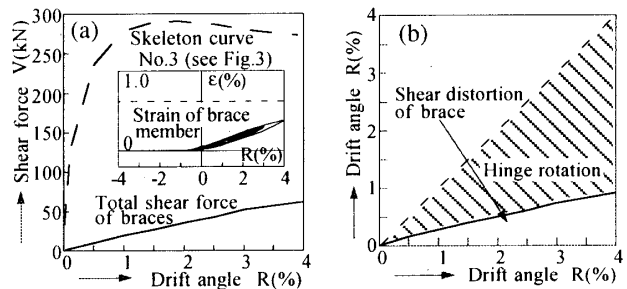 (a)
Shear force V(kN)
300
250
200
150
100
50
0
Skeleton curve
No.3 (see Fig.3)
1.0
ε(%)
Strain of brace
member
0
R(%)
-4 -2 0 2 4
Total shear force
of braces
0 1 2 3 4
Drift angle R(%)
(b)
Drift angle R(%)
4
3
2
1
0
Shear distortion
of brace
Hinge rotation
0 1 2 3 4
Drift angle R(%)